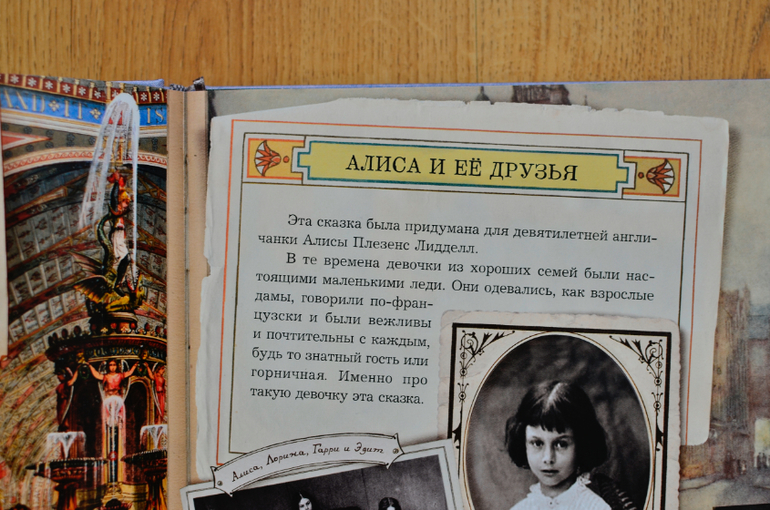 АЛИСА И ЕЁ ДРУЗЬЯ
Эта сказка была придумана для девятилетней англи-
чанки Алисы Плезенс Лидделл.
В те времена девочки из хороших семей были нас-
тоящими маленькими леди. Они одевались, как взрослые
дамы, говорили по-фран-
цузски и были вежливы
и почтительны с каждым,
будь то знатный гость или
горничная. Именно про
такую девочку эта сказка.
Алиса, Лорина, Гарри и Эдит